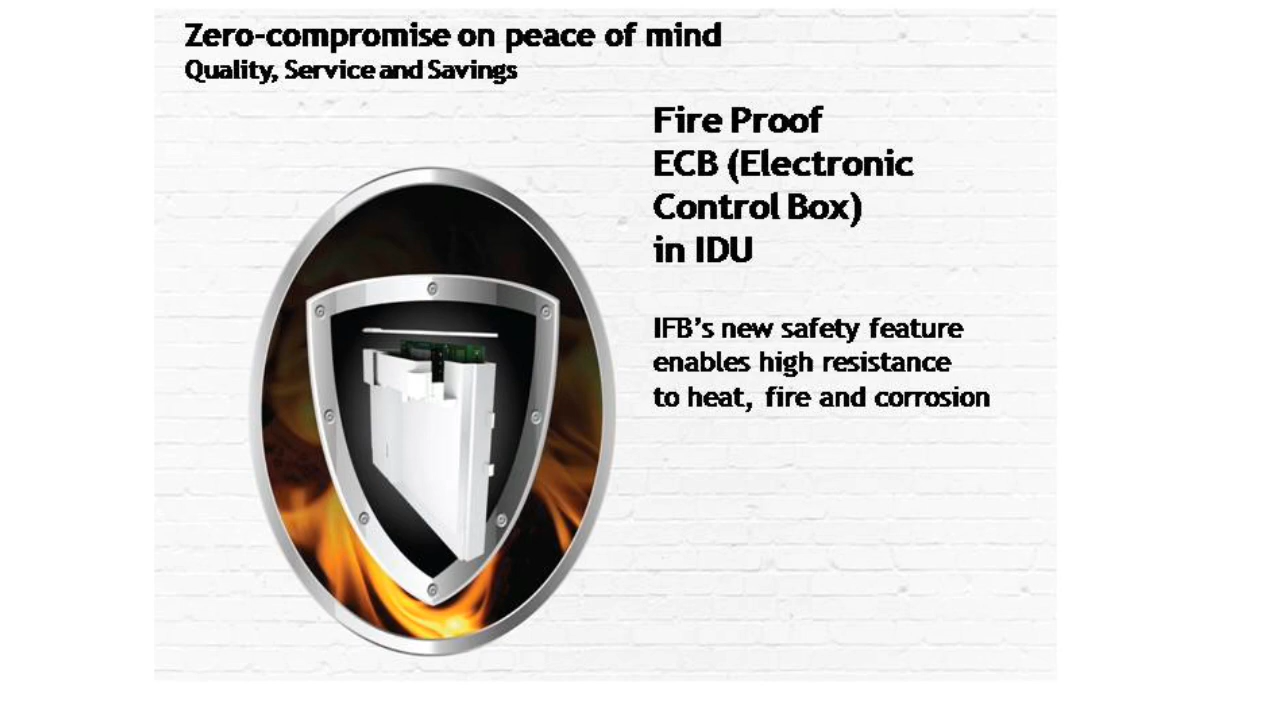 Zero-compromise on peace of mind
Quality, Service and Savings
Fire Proof
ECB (Electronic
Control Box)
in IDU
IFB's new safety feature
enables high resistance
to heat, fire and corrosion